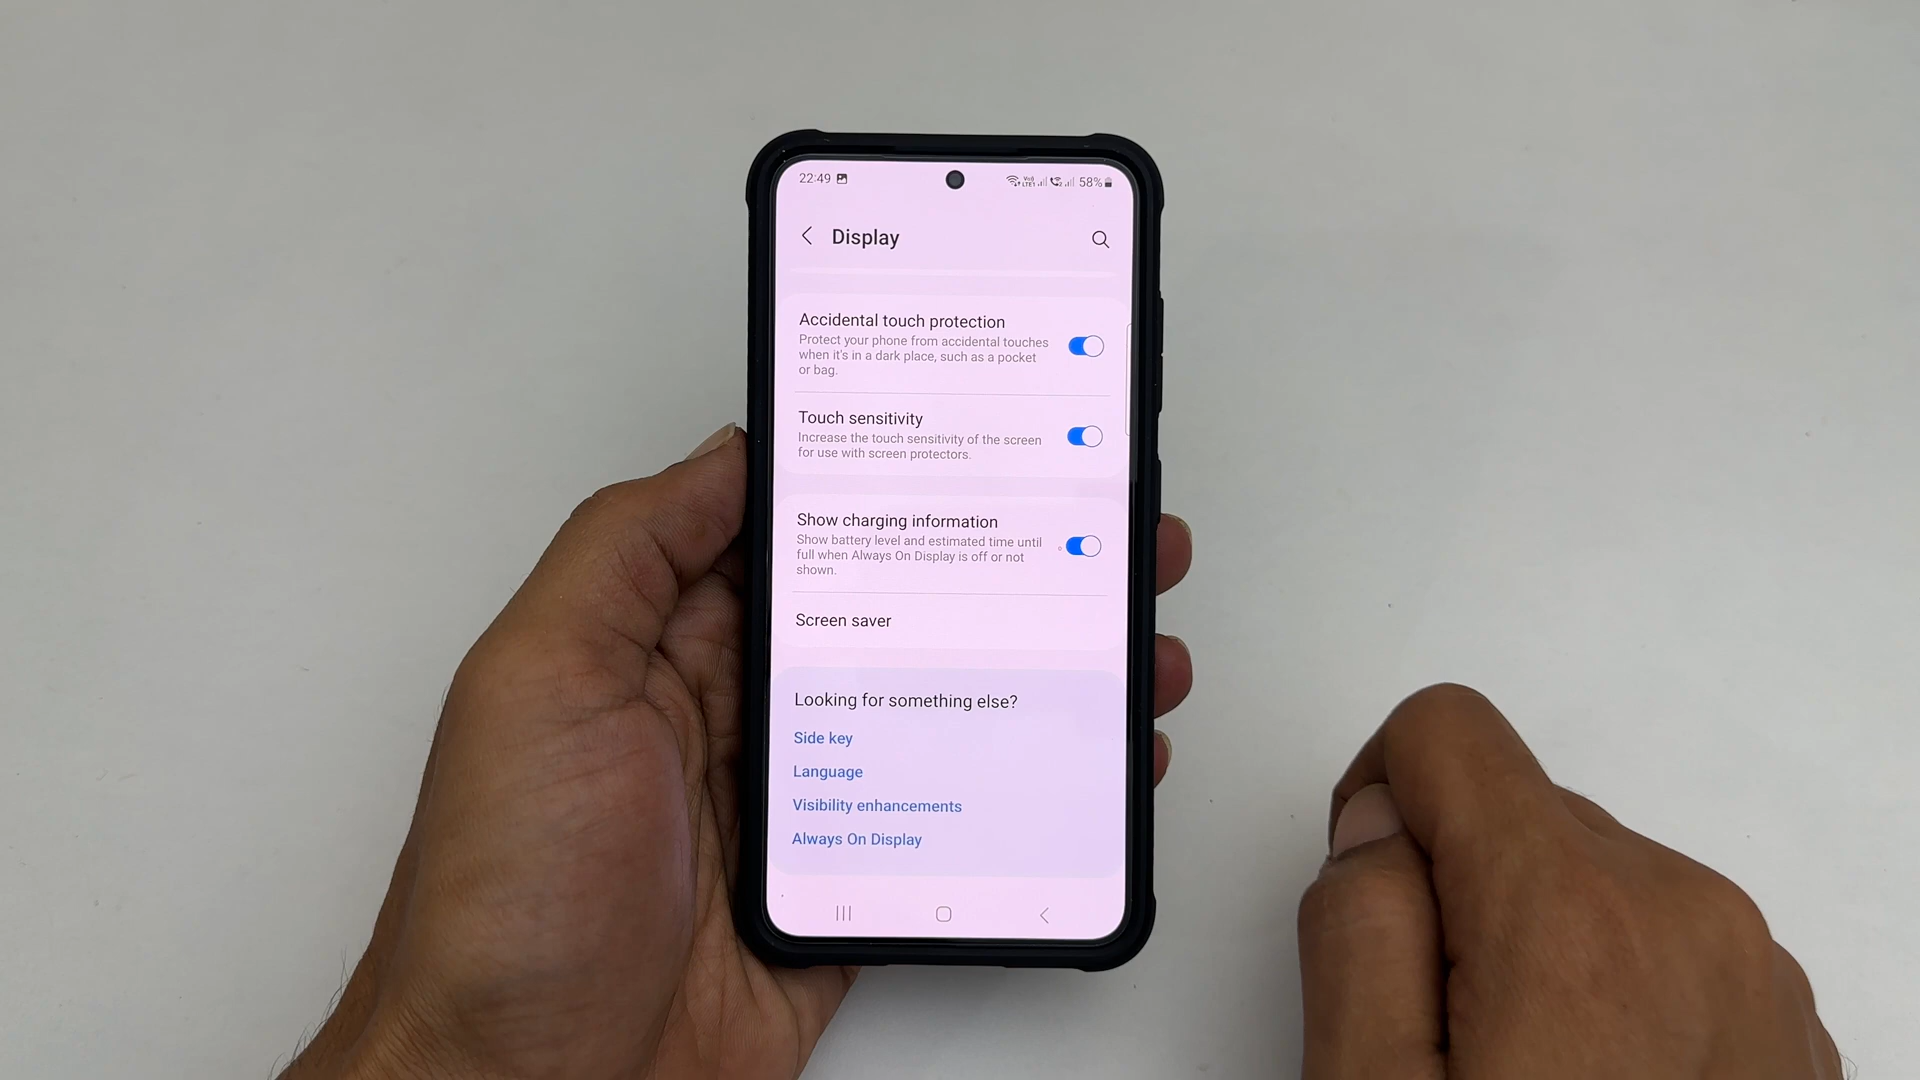 22:49
58%
Display
Accidental touch protection
Protect your phone from accidental touches
when it's in a dark place, such as a pocket
or bag.
Touch sensitivity
Increase the touch sensitivity of the screen
for use with screen protectors.
Show charging information
Show battery level and estimated time until
full when Always On Display is off or not
shown.
Screen saver
Looking for something else?
Side key
Language
Visibility enhancements
Always On Display